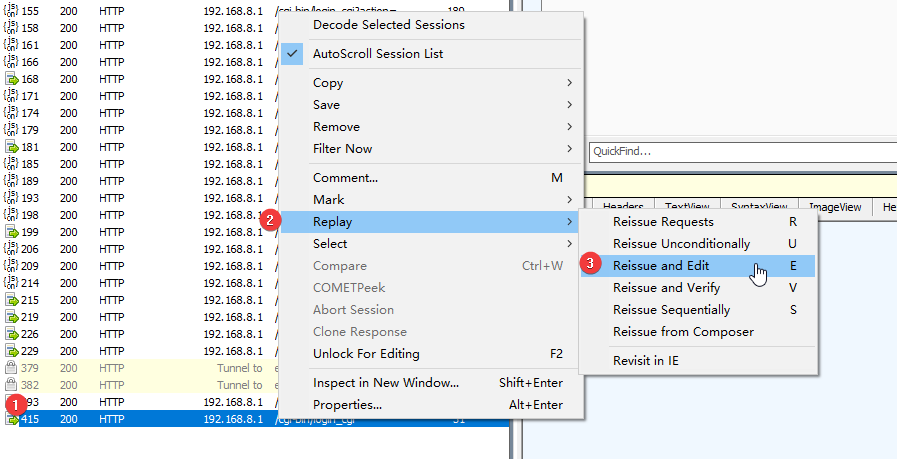 155 200 HTTP 192.168.8.1 /cgi-bin/login_cgi?action= 180
158 200 HTTP 192.168.8.1 /
161 200 HTTP 192.168.8.1 /
166 200 HTTP 192.168.8.1 /
168 200 HTTP 192.168.8.1 /
171 200 HTTP 192.168.8.1 /
174 200 HTTP 192.168.8.1 /
179 200 HTTP 192.168.8.1 /
181 200 HTTP 192.168.8.1 /
185 200 HTTP 192.168.8.1 /
189 200 HTTP 192.168.8.1 /
193 200 HTTP 192.168.8.1 /
198 200 HTTP 192.168.8.1 /
199 200 HTTP 192.168.8.1 /
206 200 HTTP 192.168.8.1 /
209 200 HTTP 192.168.8.1 /
214 200 HTTP 192.168.8.1 /
215 200 HTTP 192.168.8.1 /
219 200 HTTP 192.168.8.1 /
226 200 HTTP 192.168.8.1 /
229 200 HTTP 192.168.8.1 /
379 200 HTTP Tunnel to e
382 200 HTTP Tunnel to e
1
393 200 HTTP 192.168.8.1 /
415 200 HTTP 192.168.8.1 /cgi-bin/login_cgi 31
Decode Selected Sessions
AutoScroll Session List
Copy
Save
Remove
Filter Now
Comment... M
Mark
2 Replay
Select
Compare Ctrl+W
COMETPeek
Abort Session
Clone Response
Unlock For Editing F2
Inspect in New Window... Shift+Enter
Properties... Alt+Enter
QuickFind...
Headers TextView SyntaxView ImageView He
Reissue Requests R
Reissue Unconditionally U
3 Reissue and Edit E
Reissue and Verify V
Reissue Sequentially S
Reissue from Composer
Revisit in IE